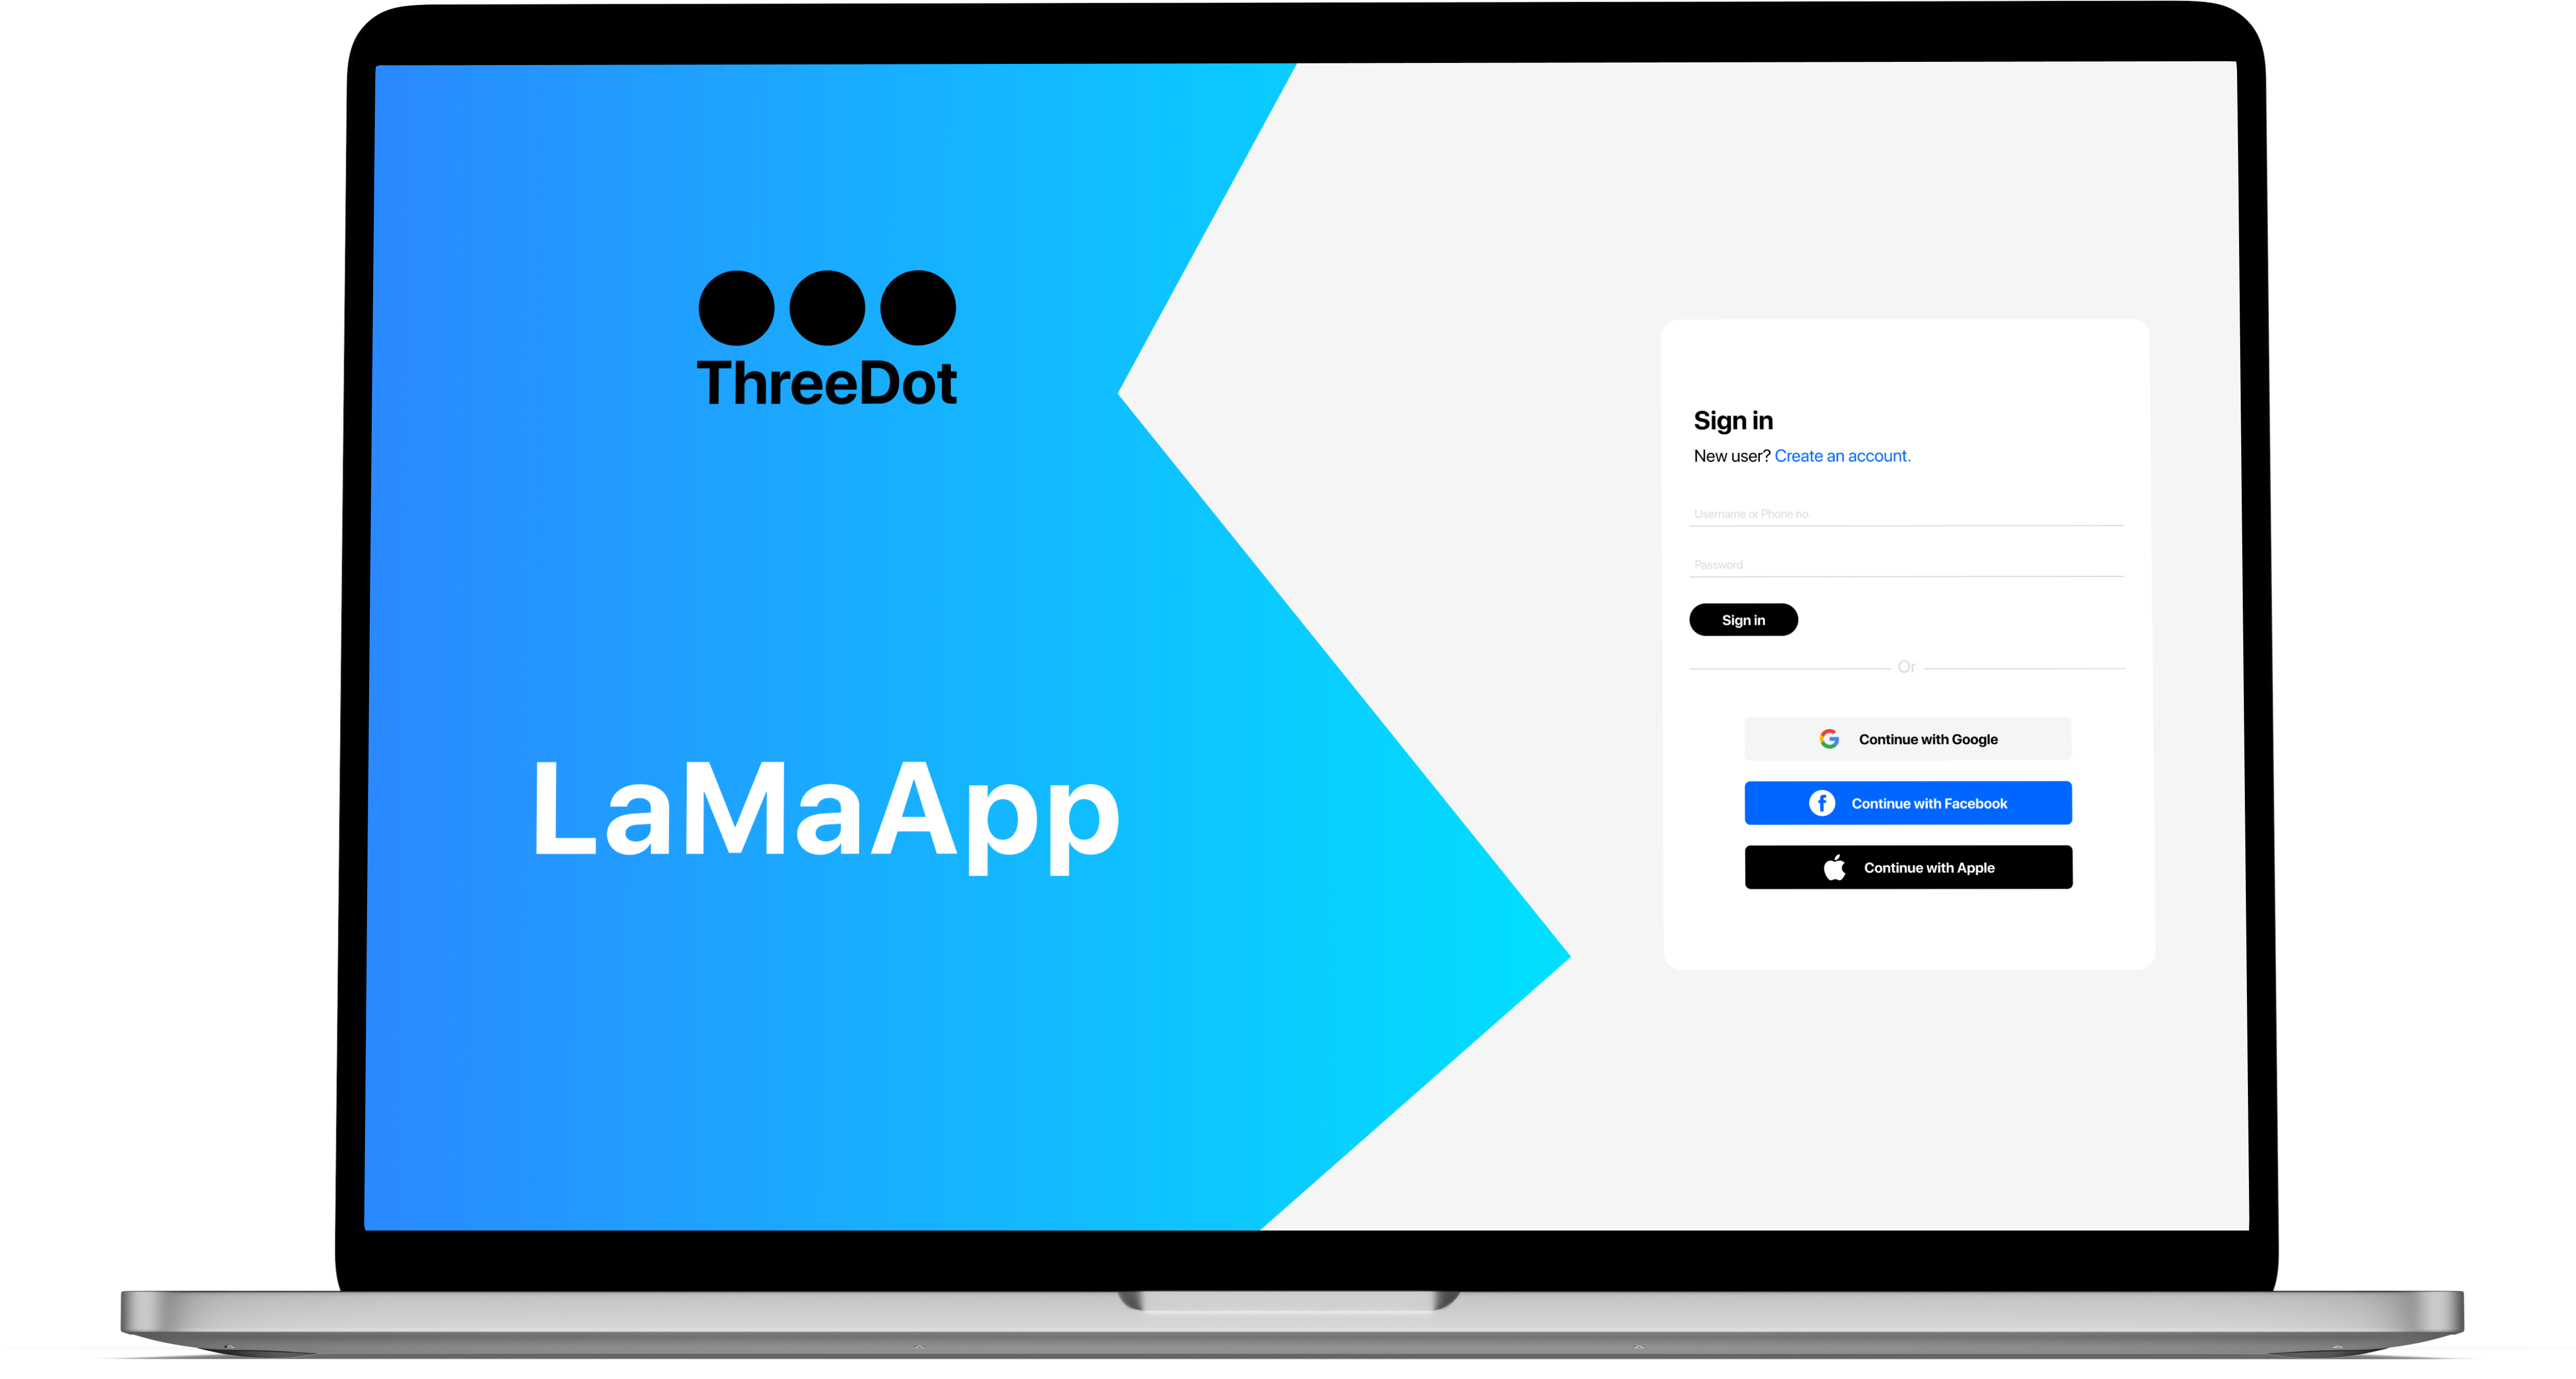 ThreeDot
LaMaApp
Sign in
New user? Create an account.
Username or Phone no.
Password
Sign in
Or
Continue with Google
Continue with Facebook
Continue with Apple